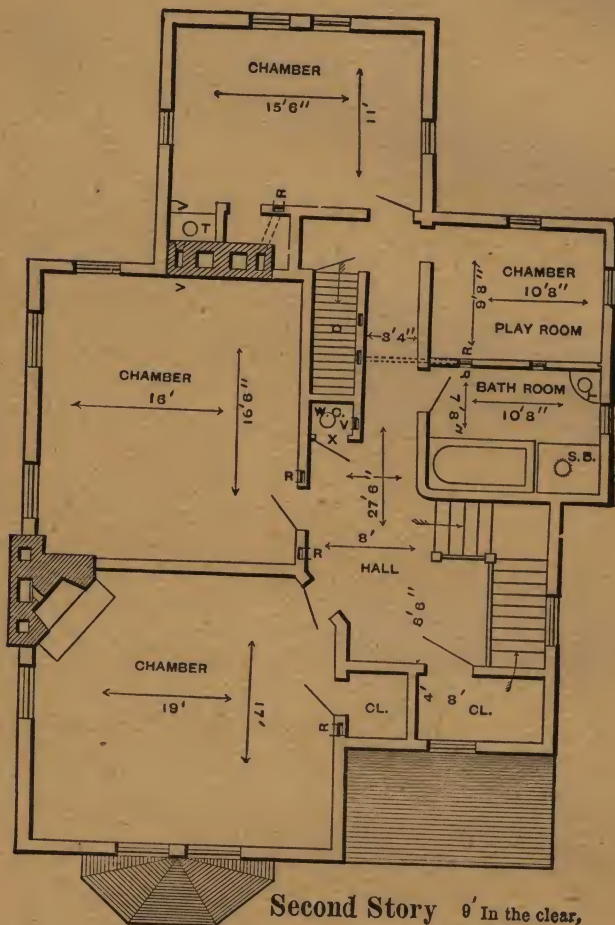 CHAMBER
15'6"
11'
R
V
T
V
CHAMBER
10'8"
9'8"
PLAY ROOM
R
3'4"
D
b
CHAMBER
16'
16'8"
W.C.
V
X
R
BATH ROOM
10'8"
T
S.B.
27'6"
8'
HALL
R
6'6"
CHAMBER
19'
17'
R
CL.
4'
8'
CL.
Second Story 9' In the clear,